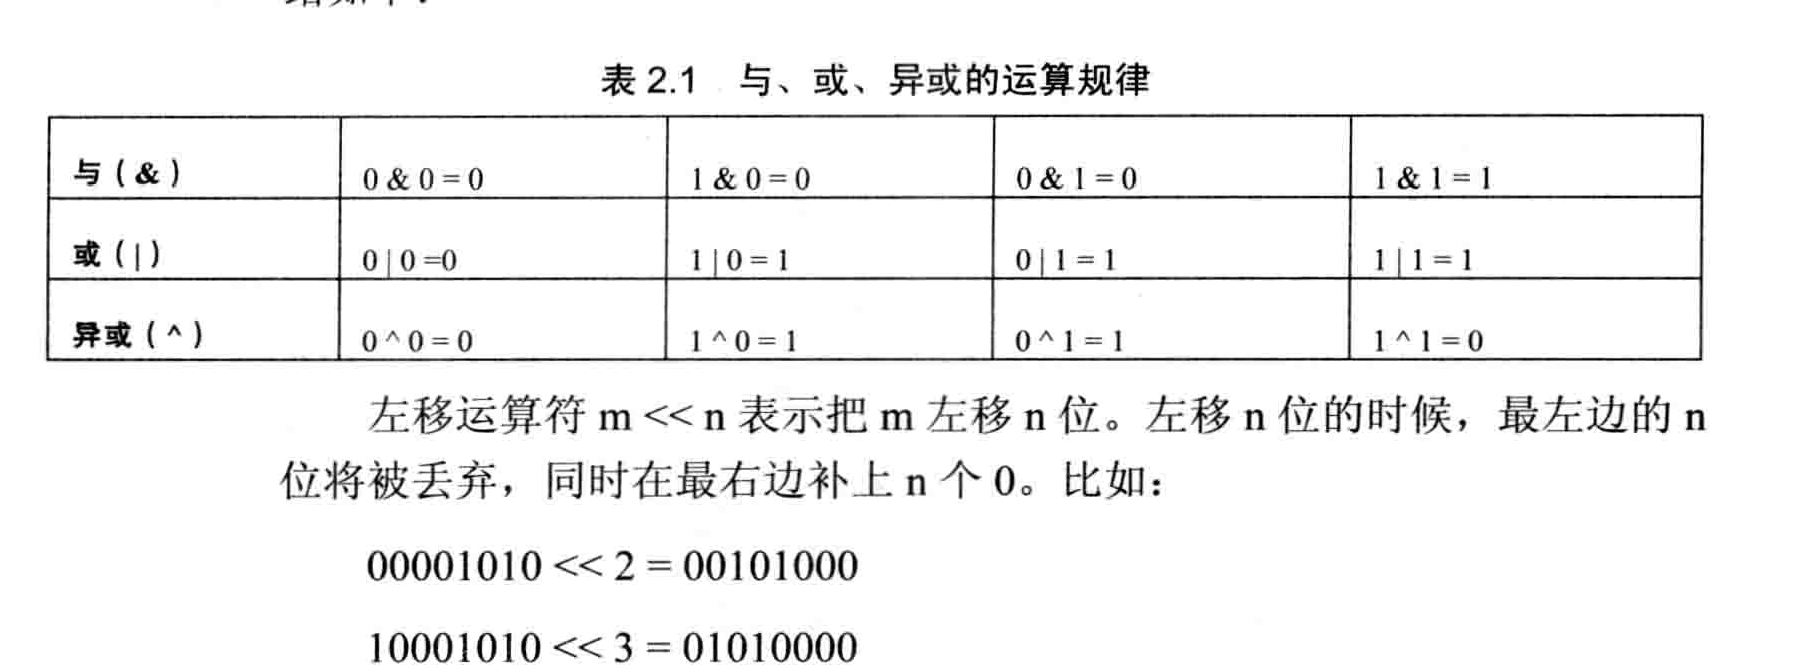 表 2.1 与、或、异或的运算规律
与（&） 0 & 0 = 0 1 & 0 = 0 0 & 1 = 0 1 & 1 = 1
或（|） 0 | 0 =0 1 | 0 = 1 0 | 1 = 1 1 | 1 = 1
异或（^） 0 ^ 0 = 0 1 ^ 0 = 1 0 ^ 1 = 1 1 ^ 1 = 0
左移运算符 m << n 表示把 m 左移 n 位。左移 n 位的时候，最左边的 n
位将被丢弃，同时在最右边补上 n 个 0。比如：
00001010 << 2 = 00101000
10001010 << 3 = 01010000